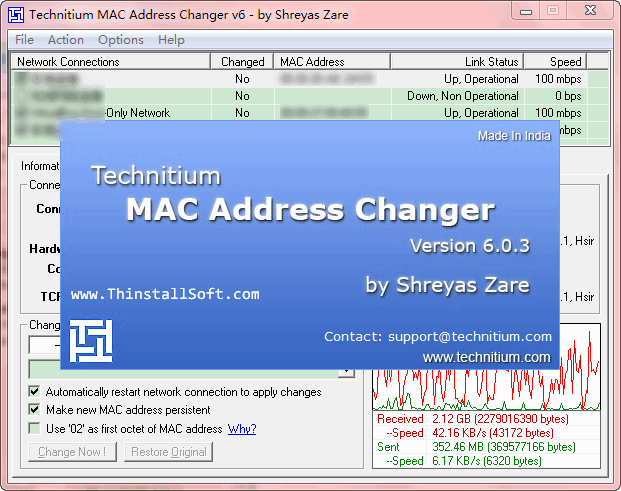 Technitium MAC Address Changer v6 - by Shreyas Zare
File Action Options Help
Network Connections Changed MAC Address Link Status Speed
No Up, Operational 100 mbps
No Down, Non Operational 0 bps
Only Network No Up, Operational 100 mbps
mbps
Made In India
Technitium
MAC Address Changer
Version 6.0.3
by Shreyas Zare
www.ThinstallSoft.com
Contact: support@technitium.com
www.technitium.com
Informat
Conne
Conn
.1, Hsir
Hardw
Co
TCP
.1, Hsir
Chang
Automatically restart network connection to apply changes
Make new MAC address persistent
Use '02' as first octet of MAC address Why?
Change Now ! Restore Original
Received 2.12 GB (2279016390 bytes)
--Speed 42.16 KB/s (43172 bytes)
Sent 352.46 MB (369577166 bytes)
--Speed 6.17 KB/s (6320 bytes)